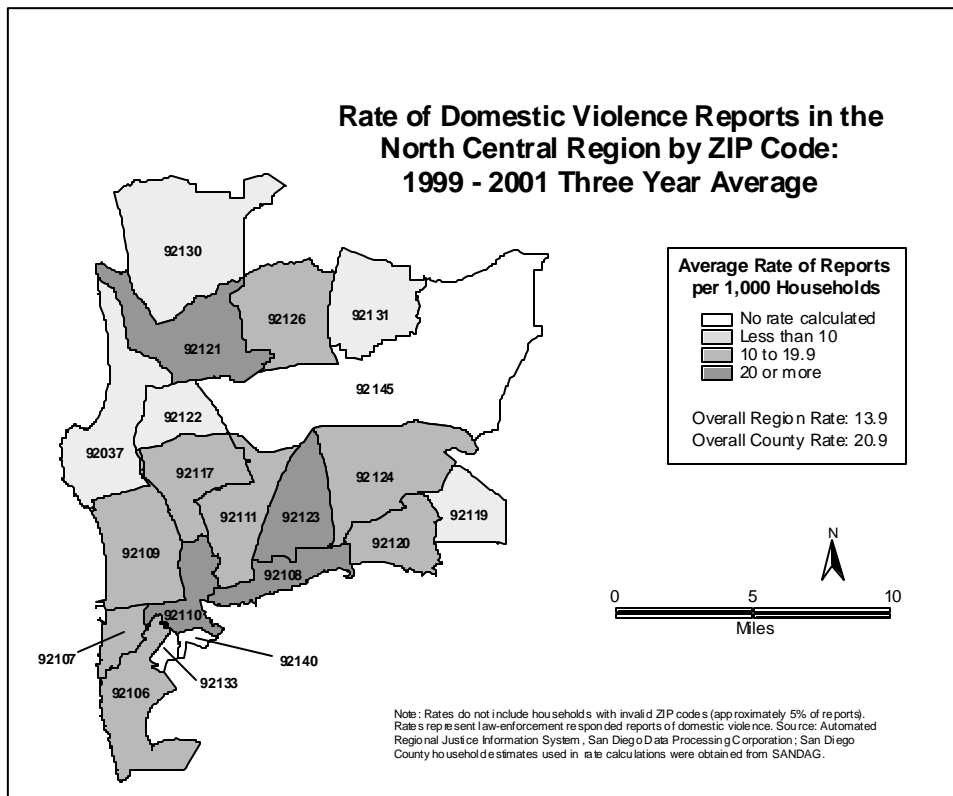 Rate of Domestic Violence Reports in the
North Central Region by ZIP Code:
1999 - 2001 Three Year Average
92130
92126
92131
92121
92145
92122
92037
92117
92124
92111
92123
92119
92120
92109
92108
92110
92107
92140
92133
92106
Average Rate of Reports
per 1,000 Households
No rate calculated
Less than 10
10 to 19.9
20 or more
Overall Region Rate: 13.9
Overall County Rate: 20.9
N
0 5 10
Miles
Note: Rates do not include households with invalid ZIP codes (approximately 5% of reports).
Rates represent law-enforcement responded reports of domestic violence. Source: Automated
Regional Justice Information System, San Diego Data Processing Corporation; San Diego
County household estimates used in rate calculations were obtained from SANDAG.